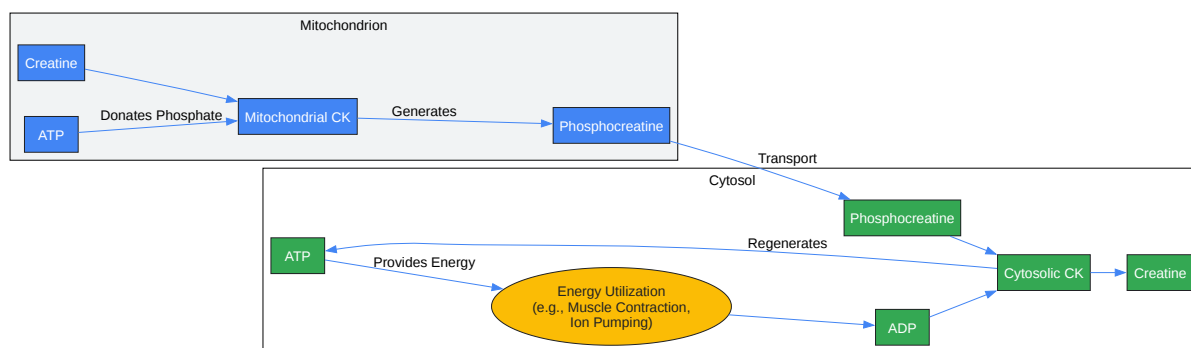 Mitochondrion
Creatine
ATP
Donates Phosphate
Mitochondrial CK
Generates
Phosphocreatine
Transport
Cytosol
Phosphocreatine
ATP
Regenerates
Provides Energy
Cytosolic CK
Creatine
Energy Utilization
(e.g., Muscle Contraction,
Ion Pumping)
ADP